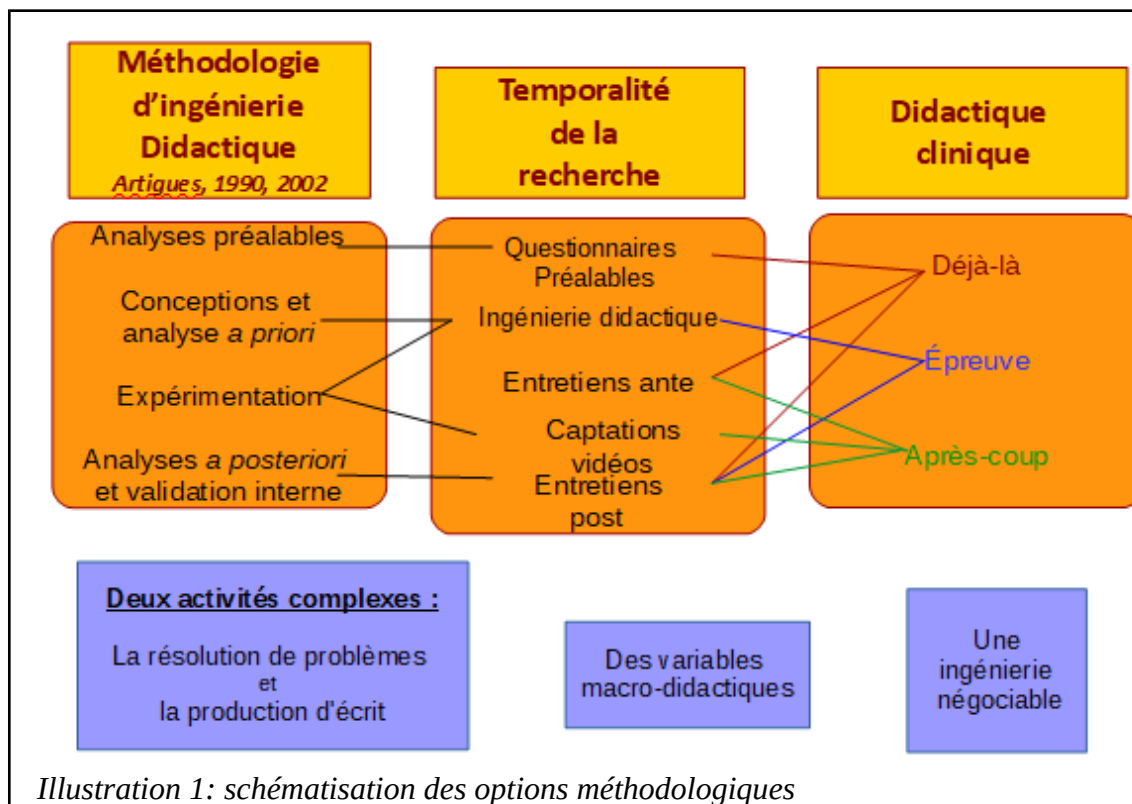 Méthodologie
d'ingénierie
Didactique
Artigues, 1990, 2002
Temporalité
de la
recherche
Didactique
clinique
Analyses préalables
Conceptions et
analyse a priori
Expérimentation
Analyses a posteriori
et validation interne
Questionnaires
Préalables
Ingénierie didactique
Entretiens ante
Captations
vidéos
Entretiens
post
Déjà-là
Épreuve
Après-coup
Deux activités complexes :
La résolution de problèmes
et
la production d'écrit
Des variables
macro-didactiques
Une
ingénierie
négociable
Illustration 1: schématisation des options méthodologiques